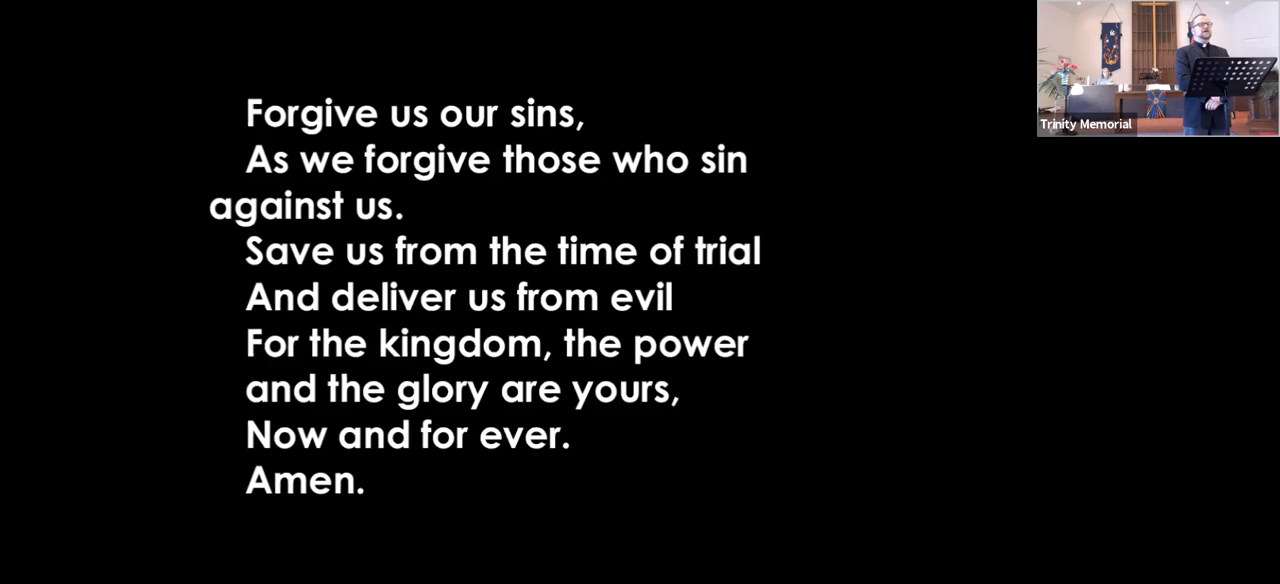 Forgive us our sins,
As we forgive those who sin
against us.
Save us from the time of trial
And deliver us from evil
For the kingdom, the power
and the glory are yours,
Now and for ever.
Amen.
Trinity Memorial